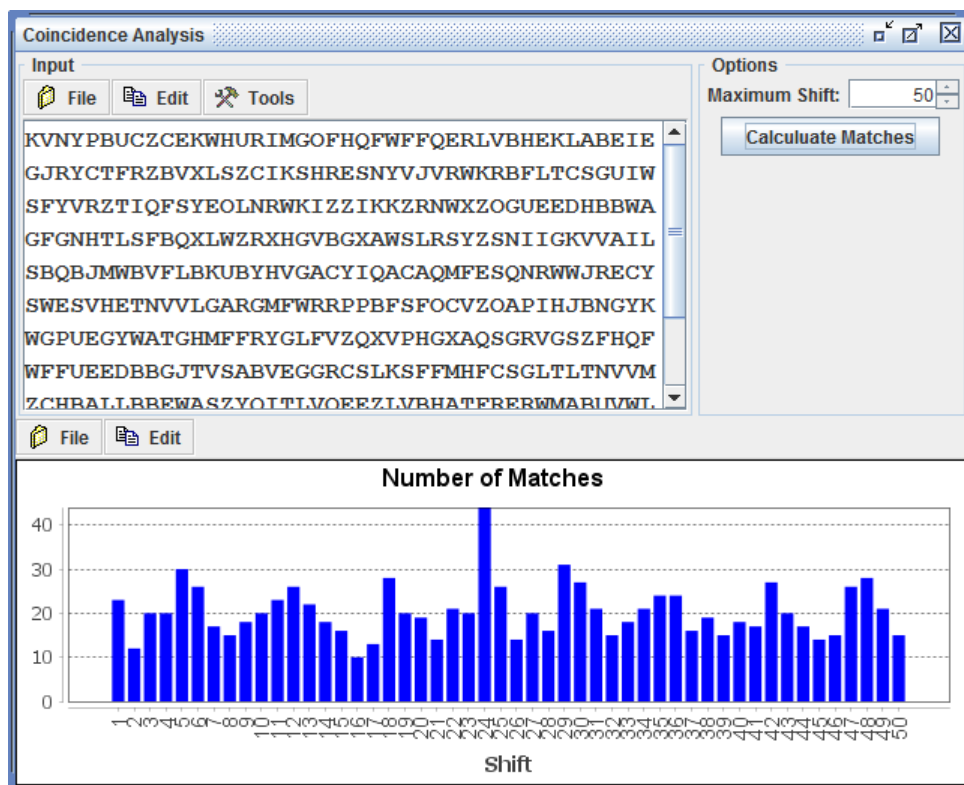 Coincidence Analysis
Input
File Edit Tools
KVNYPBUCZCEKWHURIMGOFHQFWFFQERLVBHEKLABEIE
GJRYCTFRZBVXLSZCIKSHRESNYVJVRWKRBFLTCSGUIW
SFYVRZTIQFSYEOLNRWKIZZIKKZRNWXZOGUEEDHBBWA
GFGNHTLSFBQXLWZRXHGVBGXAWSLRSYZSNIIGKVVAIL
SBQBJMWBVFLBKUBYHVGACYIQACAQMFESQNRWWJRECY
SWESVHETNVVLGARGMFWRRPPBFSFOCVZOAPIHJBNGYK
WGPUEGYWATGHMFFRYGLFVZQXVPHGXAQSGRVGSZFHQF
WFFUEEDBBGJTVSABVEGGRCSLKSFFMHFCSGLTLTNVVM
ZCHBALLBBEWASZYQITLVQEEZLVBHATFRERWMABUVWL
Options
Maximum Shift: 50
Calcluate Matches
File Edit
Number of Matches
40
30
20
10
0
1 2 3 4 5 6 7 8 9 10 11 12 13 14 15 16 17 18 19 20 21 22 23 24 25 26 27 28 29 30 31 32 33 34 35 36 37 38 39 40 41 42 43 44 45 46 47 48 49 50
Shift